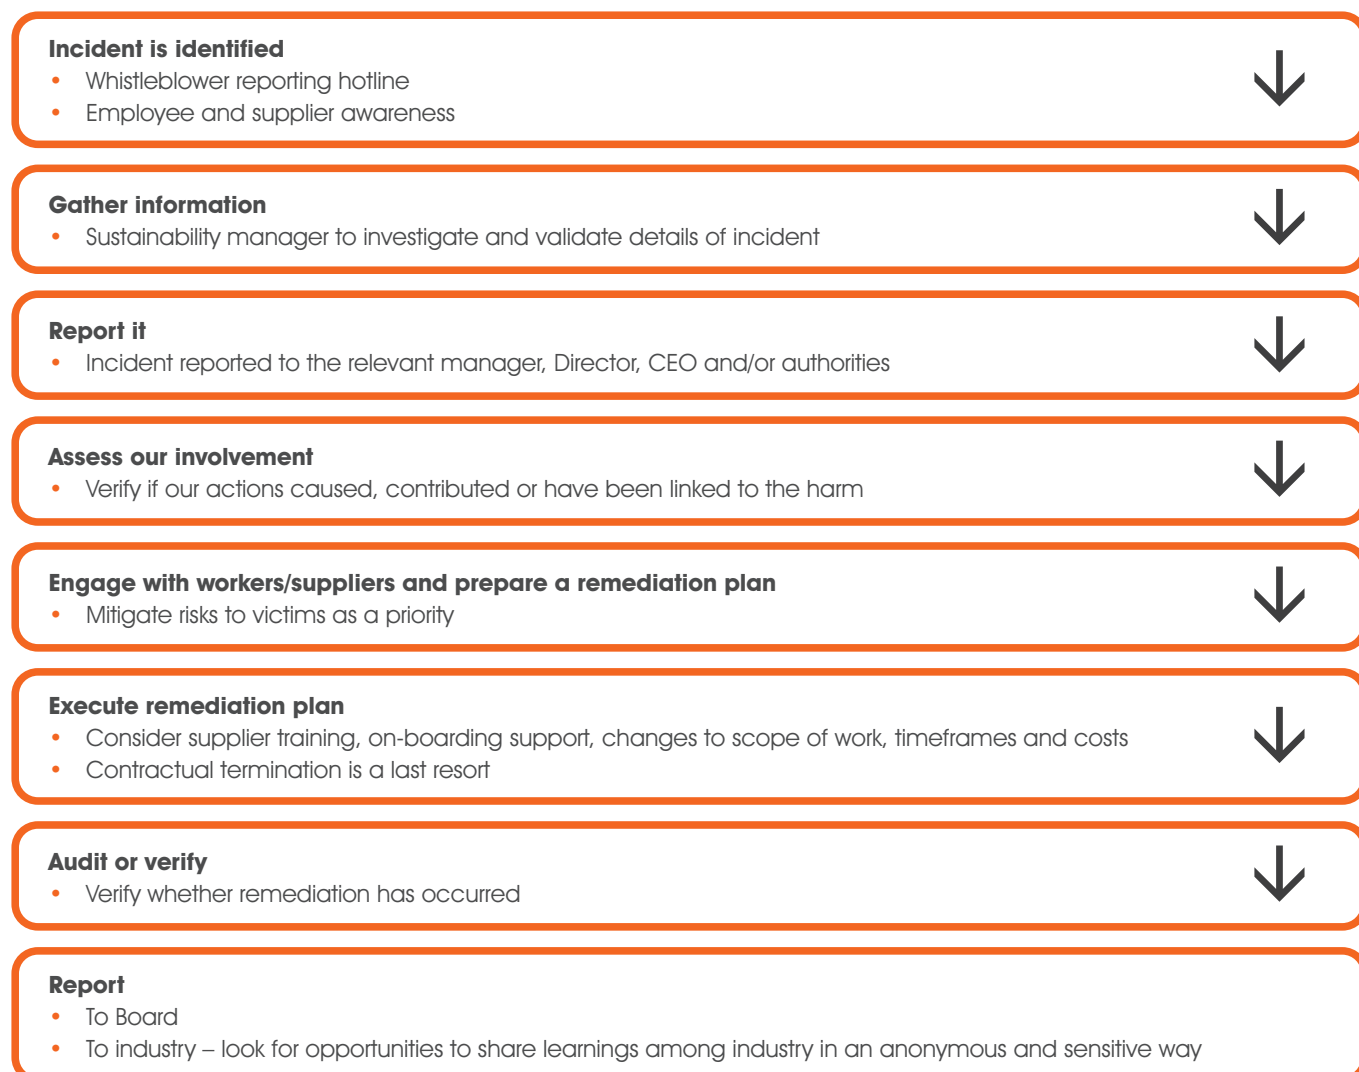 Incident is identified
• Whistleblower reporting hotline
• Employee and supplier awareness
Gather information
• Sustainability manager to investigate and validate details of incident
Report it
• Incident reported to the relevant manager, Director, CEO and/or authorities
Assess our involvement
• Verify if our actions caused, contributed or have been linked to the harm
Engage with workers/suppliers and prepare a remediation plan
• Mitigate risks to victims as a priority
Execute remediation plan
• Consider supplier training, on-boarding support, changes to scope of work, timeframes and costs
• Contractual termination is a last resort
Audit or verify
• Verify whether remediation has occurred
Report
• To Board
• To industry – look for opportunities to share learnings among industry in an anonymous and sensitive way